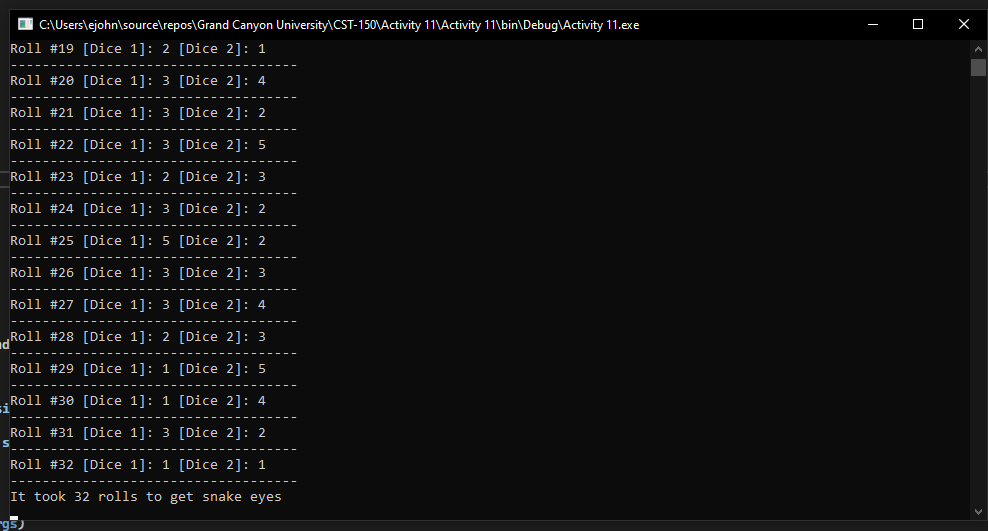 C:\Users\ejohn\source\repos\Grand Canyon University\CST-150\Activity 11\Activity 11\bin\Debug\Activity 11.exe
Roll #19 [Dice 1]: 2 [Dice 2]: 1
------------------------------------
Roll #20 [Dice 1]: 3 [Dice 2]: 4
------------------------------------
Roll #21 [Dice 1]: 3 [Dice 2]: 2
------------------------------------
Roll #22 [Dice 1]: 3 [Dice 2]: 5
------------------------------------
Roll #23 [Dice 1]: 2 [Dice 2]: 3
------------------------------------
Roll #24 [Dice 1]: 3 [Dice 2]: 2
------------------------------------
Roll #25 [Dice 1]: 5 [Dice 2]: 2
------------------------------------
Roll #26 [Dice 1]: 3 [Dice 2]: 3
------------------------------------
Roll #27 [Dice 1]: 3 [Dice 2]: 4
------------------------------------
Roll #28 [Dice 1]: 2 [Dice 2]: 3
------------------------------------
Roll #29 [Dice 1]: 1 [Dice 2]: 5
------------------------------------
Roll #30 [Dice 1]: 1 [Dice 2]: 4
------------------------------------
Roll #31 [Dice 1]: 3 [Dice 2]: 2
------------------------------------
Roll #32 [Dice 1]: 1 [Dice 2]: 1
------------------------------------
It took 32 rolls to get snake eyes